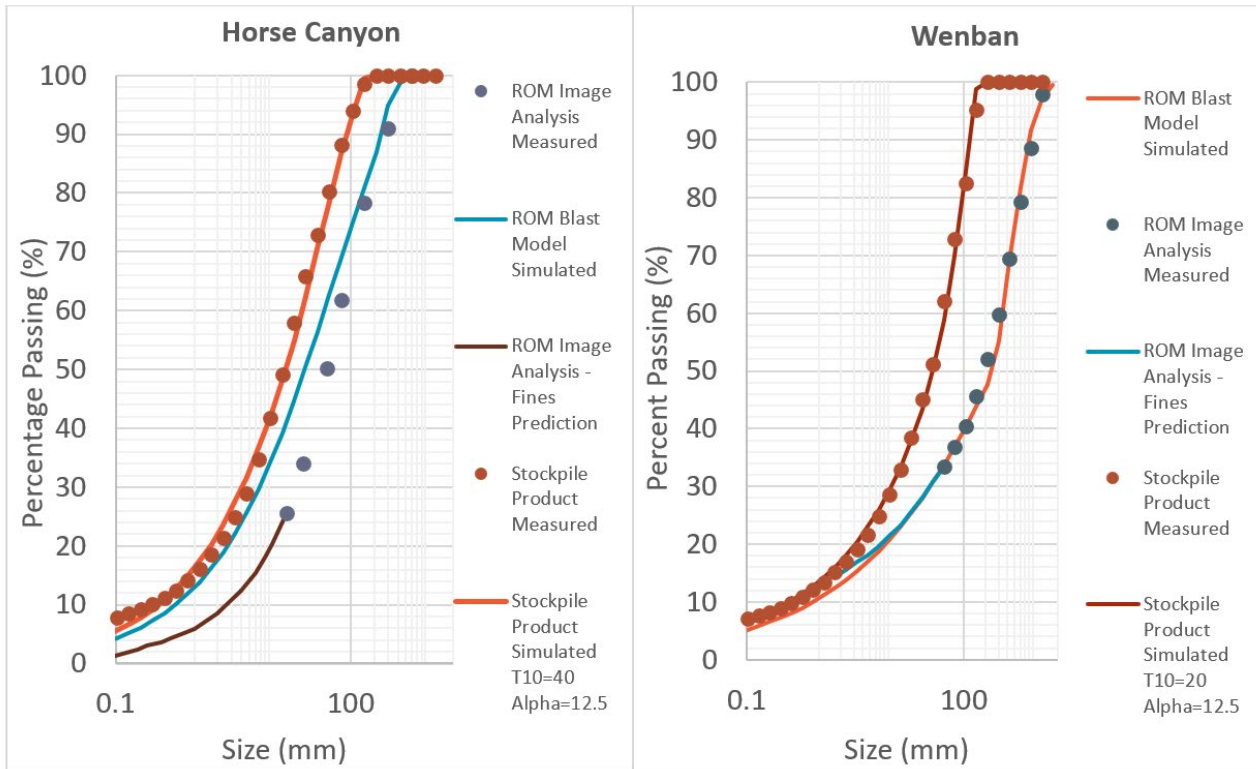 Horse Canyon
Percentage Passing (%)
100
90
80
70
60
50
40
30
20
10
0
0.1
100
Size (mm)
ROM Image
Analysis
Measured
ROM Blast
Model
Simulated
ROM Image
Analysis -
Fines
Prediction
Stockpile
Product
Measured
Stockpile
Product
Simulated
T10=40
Alpha=12.5
Wenban
Percent Passing (%)
100
90
80
70
60
50
40
30
20
10
0
0.1
100
Size (mm)
ROM Blast
Model
Simulated
ROM Image
Analysis
Measured
ROM Image
Analysis -
Fines
Prediction
Stockpile
Product
Measured
Stockpile
Product
Simulated
T10=20
Alpha=12.5